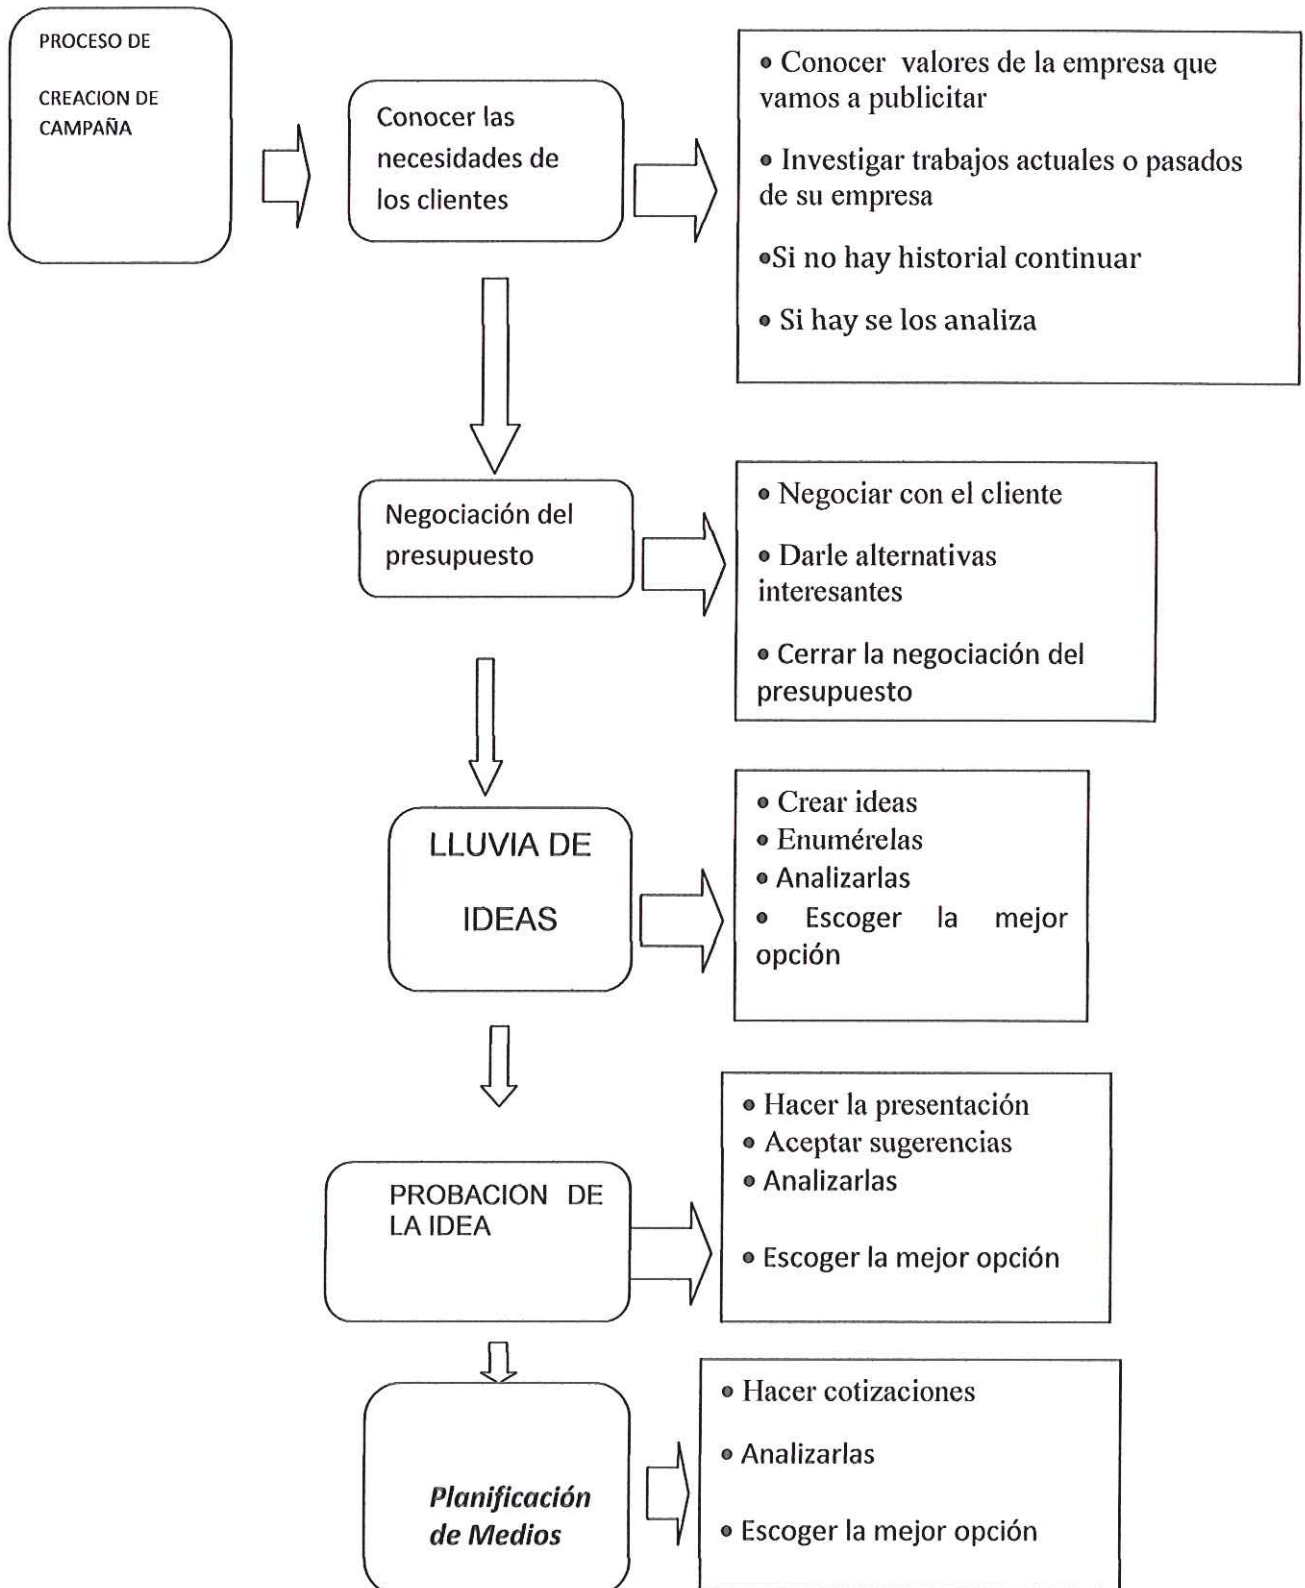 PROCESO DE
CREACION DE
CAMPAÑA
Conocer las
necesidades de
los clientes
• Conocer valores de la empresa que
vamos a publicitar
• Investigar trabajos actuales o pasados
de su empresa
•Si no hay historial continuar
• Si hay se los analiza
Negociación del
presupuesto
• Negociar con el cliente
• Darle alternativas
interesantes
• Cerrar la negociación del
presupuesto
LLUVIA DE
IDEAS
• Crear ideas
• Enumérelas
• Analizarlas
• Escoger la mejor
opción
PROBACION DE
LA IDEA
• Hacer la presentación
• Aceptar sugerencias
• Analizarlas
• Escoger la mejor opción
Planificación
de Medios
• Hacer cotizaciones
• Analizarlas
• Escoger la mejor opción